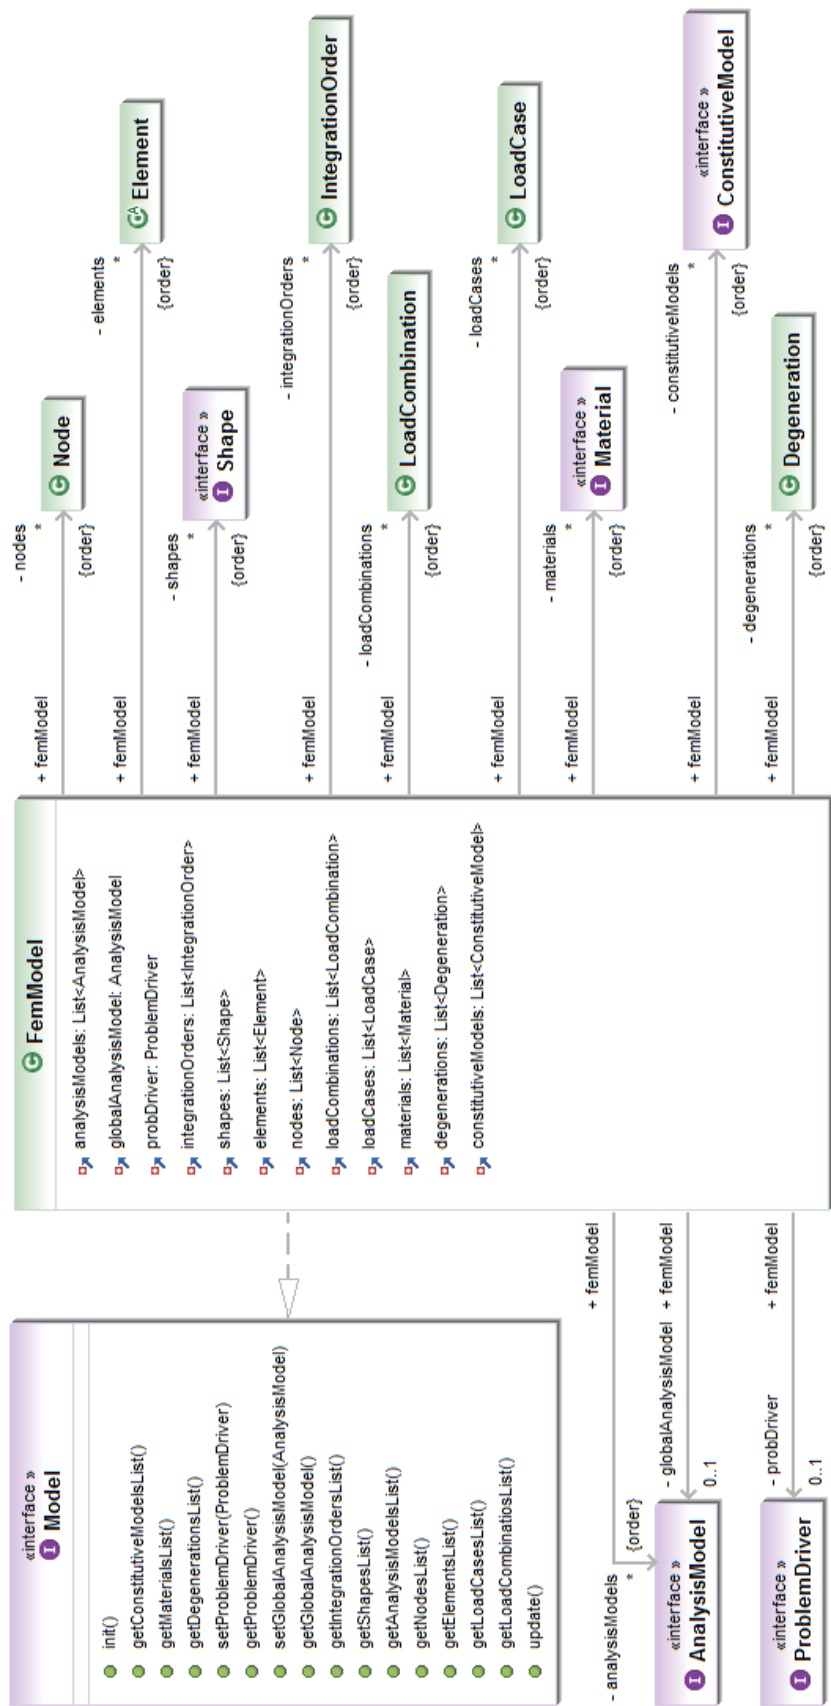 «interface »
Model
init()
getConstitutiveModelsList()
getMaterialsList()
getDegenerationsList()
setProblemDriver(ProblemDriver)
getProblemDriver()
setGlobalAnalysisModel(AnalysisModel)
getGlobalAnalysisModel()
getIntegrationOrdersList()
getShapesList()
getAnalysisModelsList()
getNodesList()
getElementsList()
getLoadCasesList()
getLoadCombinatiosList()
update()
FemModel
analysisModels: List<AnalysisModel>
globalAnalysisModel: AnalysisModel
probDriver: ProblemDriver
integrationOrders: List<IntegrationOrder>
shapes: List<Shape>
elements: List<Element>
nodes: List<Node>
loadCombinations: List<LoadCombination>
loadCases: List<LoadCase>
materials: List<Material>
degenerations: List<Degeneration>
constitutiveModels: List<ConstitutiveModel>
+ femModel
- nodes
*
{order}
Node
+ femModel
- elements
*
{order}
Element
+ femModel
- shapes
*
{order}
«interface »
Shape
+ femModel
- integrationOrders
*
{order}
IntegrationOrder
+ femModel
- loadCombinations
*
{order}
LoadCombination
+ femModel
- loadCases
*
{order}
LoadCase
+ femModel
- materials
*
{order}
«interface »
Material
+ femModel
- constitutiveModels
*
{order}
«interface »
ConstitutiveModel
+ femModel
- degenerations
*
{order}
Degeneration
- analysisModels
*
{order}
+ femModel
- globalAnalysisModel
0..1
+ femModel
«interface »
AnalysisModel
- probDriver
0..1
+ femModel
«interface »
ProblemDriver